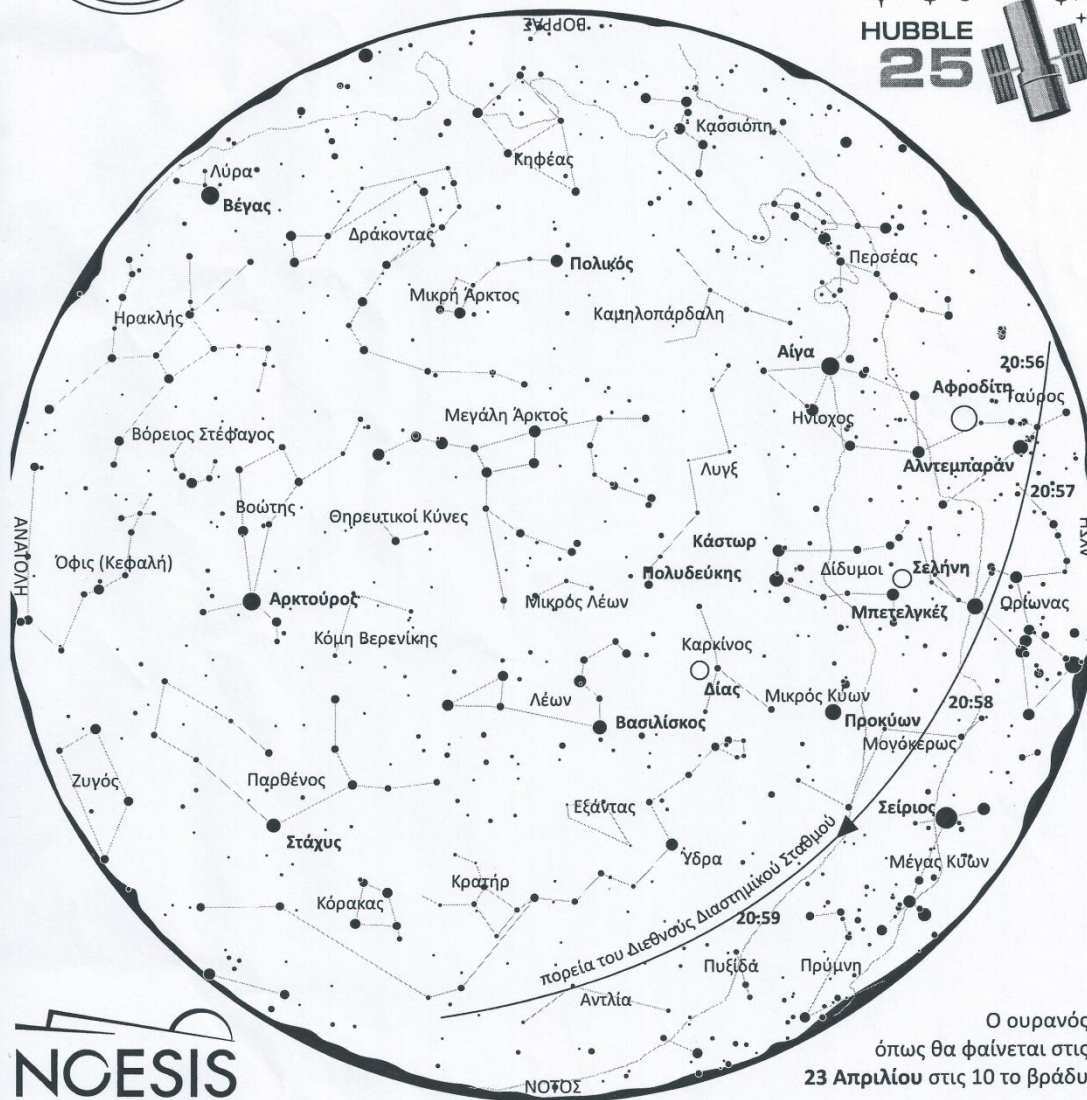 ΒΟΡΡΑΣ
HUBBLE
25
Κασσιόπη
Κηφέας
Λύρα
Βέγας
Δράκοντας
Πολικός
Περσέας
Μικρή Άρκτος
Καμηλοπάρδαλη
Ηρακλής
Αίγα
20:56
Αφροδίτη
Ταύρος
Ηνίοχος
Μεγάλη Άρκτος
Βόρειος Στέφανος
Αλντεμπαράν
Λυγξ
20:57
Βοώτης
Θηρευτικοί Κύνες
ΑΝΑΤΟΛΗ
Κάστωρ
Όφις (Κεφαλή)
Πολυδεύκης
Δίδυμοι
Σελήνη
Αρκτούρος
Μικρός Λέων
Μπετελγκέζ
Ωρίωνας
Κόμη Βερενίκης
Καρκίνος
Λέων
Δίας
Μικρός Κύων
20:58
Βασιλίσκος
Προκύων
Μονόκερως
Ζυγός
Παρθένος
Εξάντας
Σείριος
Στάχυς
Ύδρα
Μέγας Κύων
Κρατήρ
Κόρακας
20:59
πορεία του Διεθνούς Διαστημικού Σταθμού
Πυξίδα
Πρύμνη
Αντλία
NOESIS
Ο ουρανός
όπως θα φαίνεται στις
23 Απριλίου στις 10 το βράδυ
ΝΟΤΟΣ